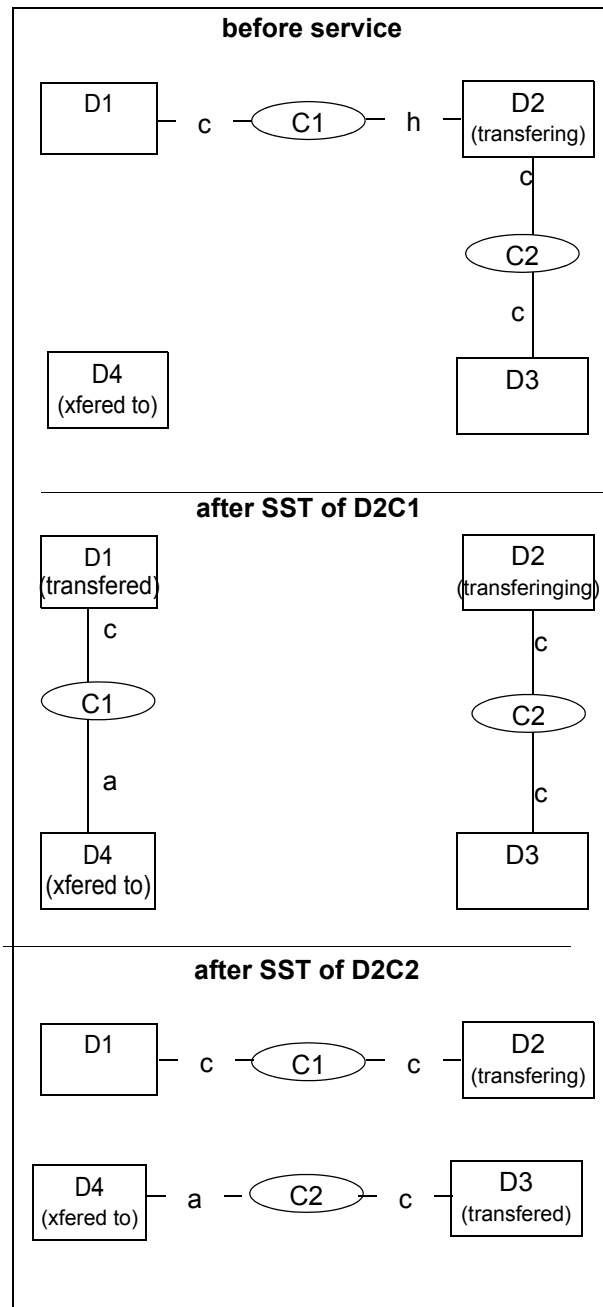 before service
D1
c
C1
h
D2
(transfering)
c
C2
c
D4
(xfered to)
D3
after SST of D2C1
D1
(transfered)
D2
(transferinging)
c
c
C1
C2
a
c
D4
(xfered to)
D3
after SST of D2C2
D1
c
C1
c
D2
(transfering)
D4
(xfered to)
a
C2
c
D3
(transfered)